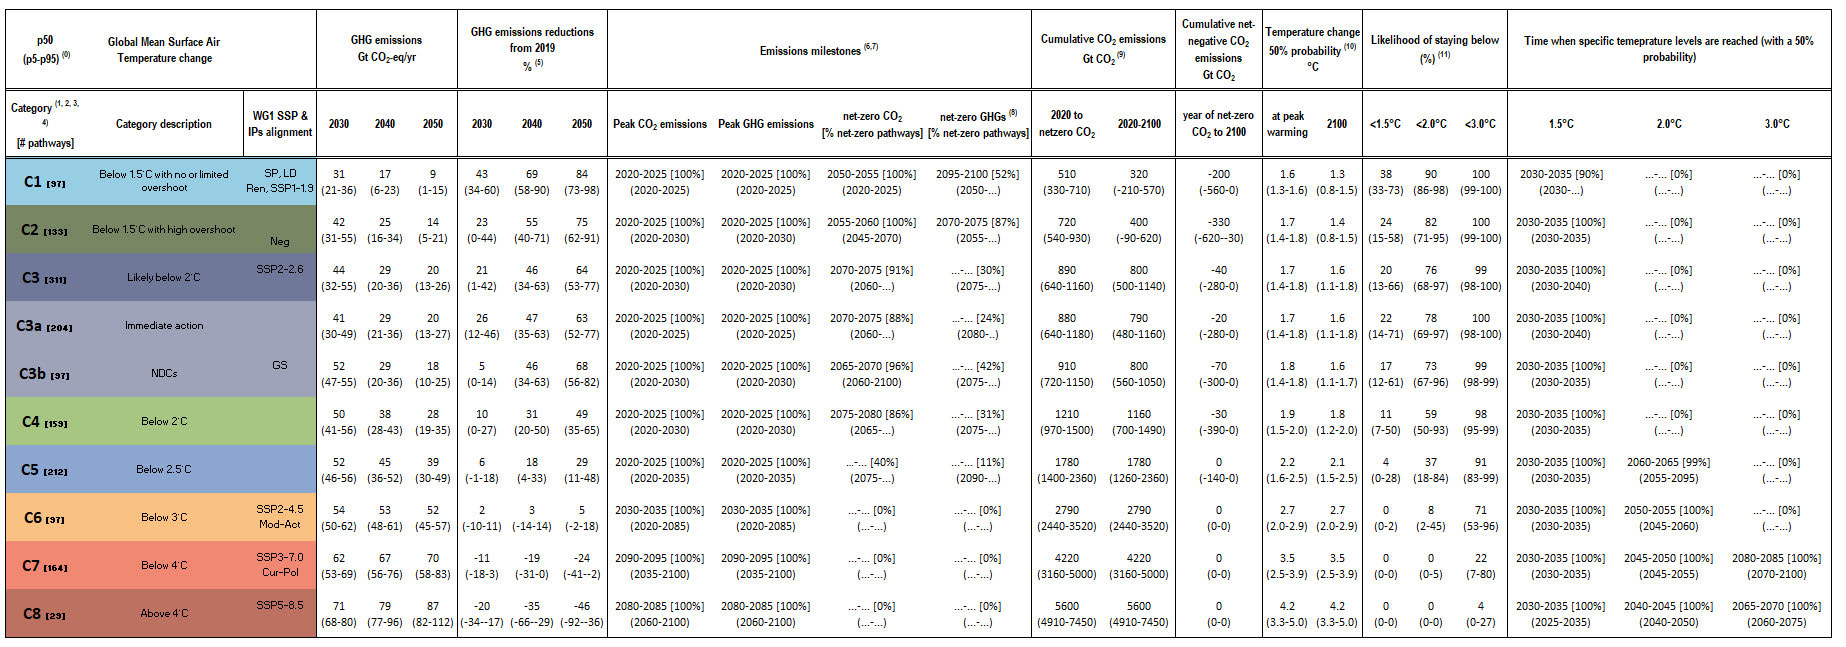 p50 Global Mean Surface Air GHG emissions GHG emissions reductions Emissions milestones (6,7) Cumulative CO2 emissions Cumulative net- Temperature change Likelihood of staying below Time when specific temeprature levels are reached (with a 50%
(p5-p95) (0) Temperature change Gt CO2-eq/yr from 2019 Gt CO2 (9) negative CO2 50% probability (10) (%) (11) probability)
% (5) emissions °C
Gt CO2
Category (1, 2, 3, Category description WG1 SSP & 2030 2040 2050 2030 2040 2050 Peak CO2 emissions Peak GHG emissions net-zero CO2 net-zero GHGs (8) 2020 to 2020-2100 year of net-zero at peak 2100 <1.5°C <2.0°C <3.0°C 1.5°C 2.0°C 3.0°C
4) IPs alignment [% net-zero pathways] [% net-zero pathways] netzero CO2 CO2 to 2100 warming
[# pathways]
C1 [97] Below 1.5°C with no or limited SP, LD 31 17 9 43 69 84 2020-2025 [100%] 2020-2025 [100%] 2050-2055 [100%] 2095-2100 [52%] 510 320 -200 1.6 1.3 38 90 100 2030-2035 [90%] ...-... [0%] ...-... [0%]
overshoot Ren, SSP1-1.9 (21-36) (6-23) (1-15) (34-60) (58-90) (73-98) (2020-2025) (2020-2025) (2020-2025) (2050-...) (330-710) (-210-570) (-560-0) (1.3-1.6) (0.8-1.5) (33-73) (86-98) (99-100) (2030-...) (...-...) (...-...)
C2 [133] Below 1.5°C with high overshoot 42 25 14 23 55 75 2020-2025 [100%] 2020-2025 [100%] 2055-2060 [100%] 2070-2075 [87%] 720 400 -330 1.7 1.4 24 82 100 2030-2035 [100%] ...-... [0%] ...-... [0%]
Neg (31-55) (16-34) (5-21) (0-44) (40-71) (62-91) (2020-2030) (2020-2030) (2045-2070) (2055-...) (540-930) (-90-620) (-620--30) (1.4-1.8) (0.8-1.5) (15-58) (71-95) (99-100) (2030-2035) (...-...) (...-...)
C3 [311] Likely below 2°C SSP2-2.6 44 29 20 21 46 64 2020-2025 [100%] 2020-2025 [100%] 2070-2075 [91%] ...-... [30%] 890 800 -40 1.7 1.6 20 76 99 2030-2035 [100%] ...-... [0%] ...-... [0%]
(32-55) (20-36) (13-26) (1-42) (34-63) (53-77) (2020-2030) (2020-2030) (2060-...) (2075-...) (640-1160) (500-1140) (-280-0) (1.4-1.8) (1.1-1.8) (13-66) (68-97) (98-100) (2030-2040) (...-...) (...-...)
C3a [204] Immediate action 41 29 20 26 47 63 2020-2025 [100%] 2020-2025 [100%] 2070-2075 [88%] ...-... [24%] 880 790 -20 1.7 1.6 22 78 100 2030-2035 [100%] ...-... [0%] ...-... [0%]
(30-49) (21-36) (13-27) (12-46) (35-63) (52-77) (2020-2025) (2020-2025) (2060-...) (2080-..) (640-1180) (480-1160) (-280-0) (1.4-1.8) (1.1-1.8) (14-71) (69-97) (98-100) (2030-2040) (...-...) (...-...)
C3b [97] NDCs GS 52 29 18 5 46 68 2020-2025 [100%] 2020-2025 [100%] 2065-2070 [96%] ...-... [42%] 910 800 -70 1.8 1.6 17 73 99 2030-2035 [100%] ...-... [0%] ...-... [0%]
(47-55) (20-36) (10-25) (0-14) (34-63) (56-82) (2020-2030) (2020-2030) (2060-2100) (2075-...) (720-1150) (560-1050) (-300-0) (1.4-1.8) (1.1-1.7) (12-61) (67-96) (98-99) (2030-2035) (...-...) (...-...)
C4 [159] Below 2°C 50 38 28 10 31 49 2020-2025 [100%] 2020-2025 [100%] 2075-2080 [86%] ...-... [31%] 1210 1160 -30 1.9 1.8 11 59 98 2030-2035 [100%] ...-... [0%] ...-... [0%]
(41-56) (28-43) (19-35) (0-27) (20-50) (35-65) (2020-2030) (2020-2030) (2065-...) (2075-...) (970-1500) (700-1490) (-390-0) (1.5-2.0) (1.2-2.0) (7-50) (50-93) (95-99) (2030-2035) (...-...) (...-...)
C5 [212] Below 2.5°C 52 45 39 6 18 29 2020-2025 [100%] 2020-2025 [100%] ...-... [40%] ...-... [11%] 1780 1780 0 2.2 2.1 4 37 91 2030-2035 [100%] 2060-2065 [99%] ...-... [0%]
(46-56) (36-52) (30-49) (-1-18) (4-33) (11-48) (2020-2035) (2020-2035) (2075-...) (2090-...) (1400-2360) (1260-2360) (-140-0) (1.6-2.5) (1.5-2.5) (0-28) (18-84) (83-99) (2030-2035) (2055-2095) (...-...)
C6 [97] Below 3°C SSP2-4.5 54 53 52 2 3 5 2030-2035 [100%] 2030-2035 [100%] ...-... [0%] ...-... [0%] 2790 2790 0 2.7 2.7 0 8 71 2030-2035 [100%] 2050-2055 [100%] ...-... [0%]
Mod-Act (50-62) (48-61) (45-57) (-10-11) (-14-14) (-2-18) (2020-2085) (2020-2085) (...-...) (...-...) (2440-3520) (2440-3520) (0-0) (2.0-2.9) (2.0-2.9) (0-2) (2-45) (53-96) (2030-2035) (2045-2060) (...-...)
C7 [164] Below 4°C SSP3-7.0 62 67 70 -11 -19 -24 2090-2095 [100%] 2090-2095 [100%] ...-... [0%] ...-... [0%] 4220 4220 0 3.5 3.5 0 0 22 2030-2035 [100%] 2045-2050 [100%] 2080-2085 [100%]
Cur-Pol (53-69) (56-76) (58-83) (-18-3) (-31-0) (-41--2) (2035-2100) (2035-2100) (...-...) (...-...) (3160-5000) (3160-5000) (0-0) (2.5-3.9) (2.5-3.9) (0-0) (0-5) (7-80) (2030-2035) (2045-2055) (2070-2100)
C8 [29] Above 4°C SSP5-8.5 71 79 87 -20 -35 -46 2080-2085 [100%] 2080-2085 [100%] ...-... [0%] ...-... [0%] 5600 5600 0 4.2 4.2 0 0 4 2030-2035 [100%] 2040-2045 [100%] 2065-2070 [100%]
(68-80) (77-96) (82-112) (-34--17) (-66--29) (-92--36) (2060-2100) (2060-2100) (...-...) (...-...) (4910-7450) (4910-7450) (0-0) (3.3-5.0) (3.3-5.0) (0-0) (0-0) (0-27) (2025-2035) (2040-2050) (2060-2075)